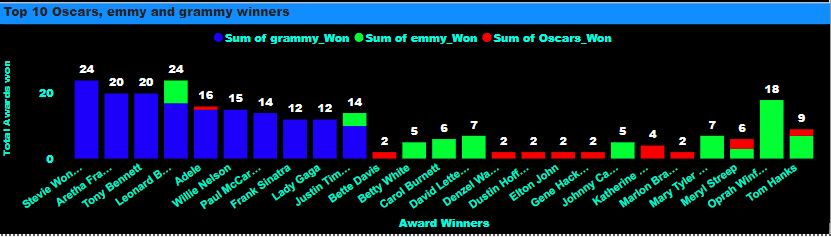 Top 10 Oscars, emmy and grammy winners
Sum of grammy_Won Sum of emmy_Won Sum of Oscars_Won
Total Awards won
20
0
24 20 20 24 16 15 14 12 12 14 2 5 6 7 2 2 2 2 5 4 2 7 6 18 9
Stevie Won...
Aretha Fra...
Tony Bennett
Leonard B...
Adele
Willie Nelson
Paul McCar...
Frank Sinatra
Lady Gaga
Justin Tim...
Bette Davis
Betty White
Carol Burnett
David Lette...
Denzel Wa...
Dustin Hoff...
Elton John
Gene Hack...
Johnny Ca...
Katherine ...
Marlon Bra...
Mary Tyler ...
Meryl Streep
Oprah Winf...
Tom Hanks
Award Winners